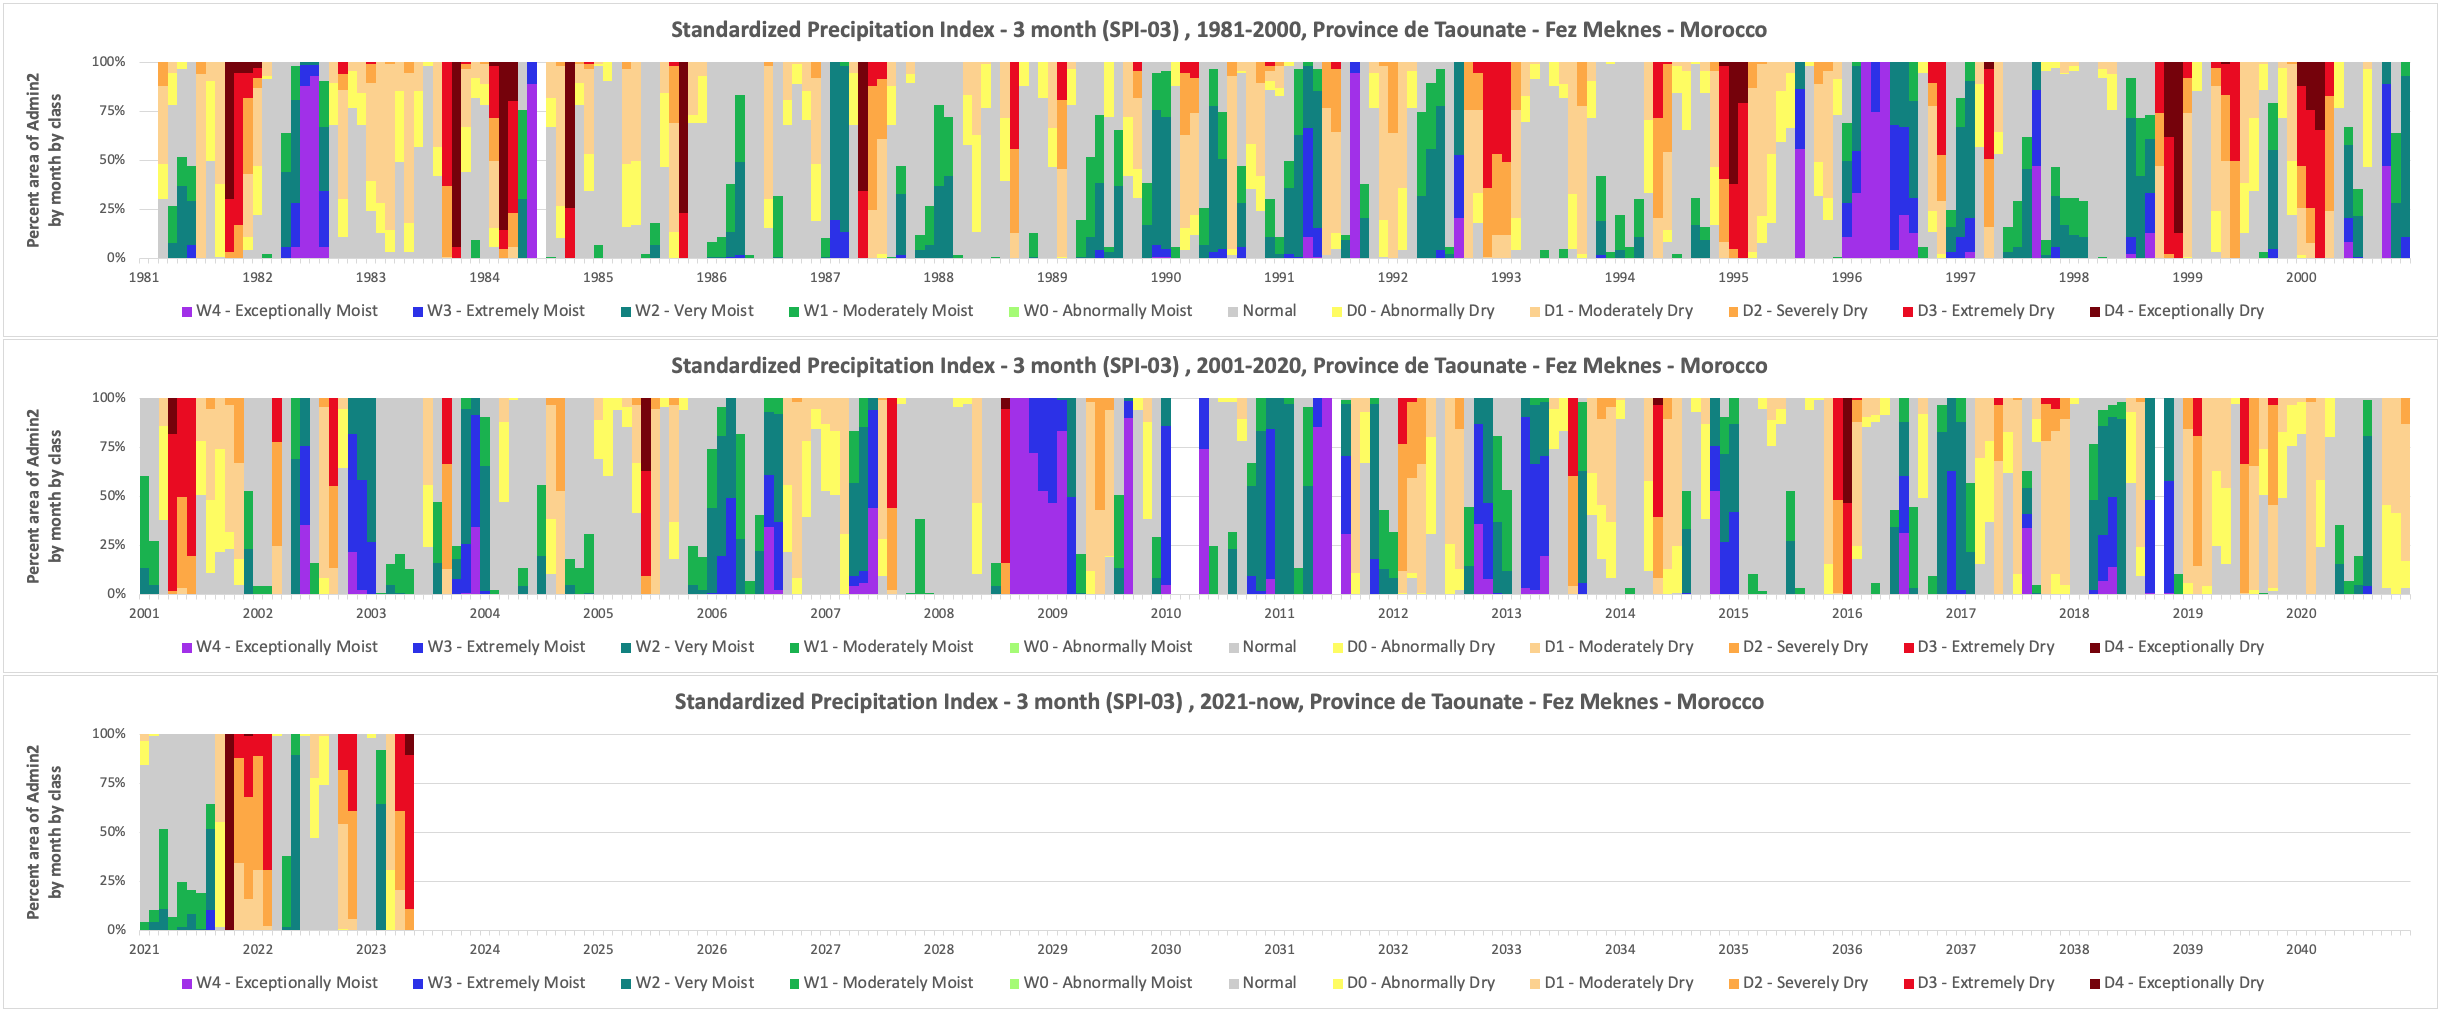 Standardized Precipitation Index - 3 month (SPI-03) , 1981-2000, Province de Taounate - Fez Meknes - Morocco
Percent area of Admin2
by month by class
100%
75%
50%
25%
0%
1981 1982 1983 1984 1985 1986 1987 1988 1989 1990 1991 1992 1993 1994 1995 1996 1997 1998 1999 2000
W4 - Exceptionally Moist W3 - Extremely Moist W2 - Very Moist W1 - Moderately Moist W0 - Abnormally Moist Normal D0 - Abnormally Dry D1 - Moderately Dry D2 - Severely Dry D3 - Extremely Dry D4 - Exceptionally Dry
Standardized Precipitation Index - 3 month (SPI-03) , 2001-2020, Province de Taounate - Fez Meknes - Morocco
Percent area of Admin2
by month by class
100%
75%
50%
25%
0%
2001 2002 2003 2004 2005 2006 2007 2008 2009 2010 2011 2012 2013 2014 2015 2016 2017 2018 2019 2020
W4 - Exceptionally Moist W3 - Extremely Moist W2 - Very Moist W1 - Moderately Moist W0 - Abnormally Moist Normal D0 - Abnormally Dry D1 - Moderately Dry D2 - Severely Dry D3 - Extremely Dry D4 - Exceptionally Dry
Standardized Precipitation Index - 3 month (SPI-03) , 2021-now, Province de Taounate - Fez Meknes - Morocco
Percent area of Admin2
by month by class
100%
75%
50%
25%
0%
2021 2022 2023 2024 2025 2026 2027 2028 2029 2030 2031 2032 2033 2034 2035 2036 2037 2038 2039 2040
W4 - Exceptionally Moist W3 - Extremely Moist W2 - Very Moist W1 - Moderately Moist W0 - Abnormally Moist Normal D0 - Abnormally Dry D1 - Moderately Dry D2 - Severely Dry D3 - Extremely Dry D4 - Exceptionally Dry